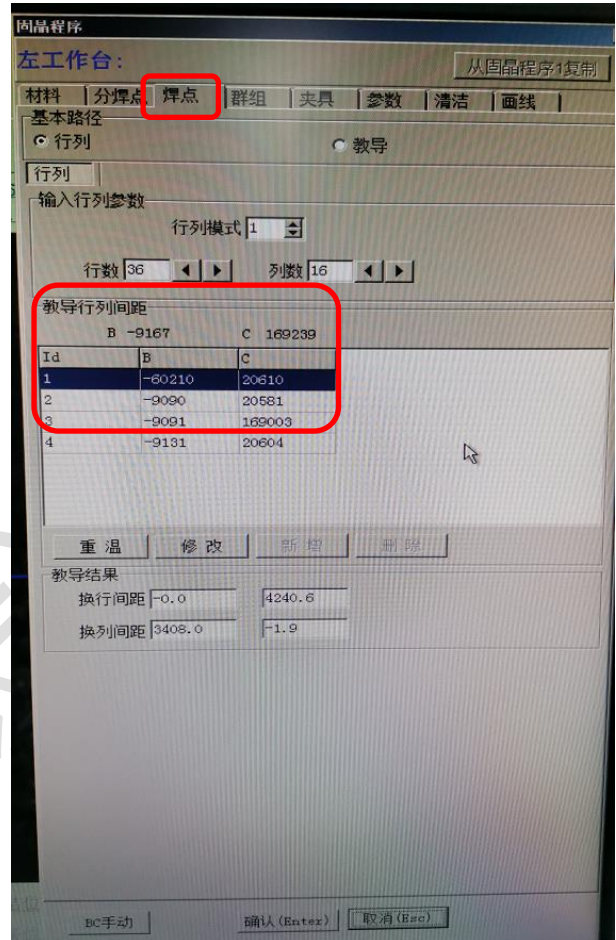 固晶程序
左工作台：
从固晶程序1复制
材料 分焊点 焊点 群组 夹具 参数 清洁 画线
基本路径
行列 教导
行列
输入行列参数
行列模式 1
行数 36 列数 16
教导行列间距
B -9167 C 169239
Id B C
1 -60210 20610
2 -9090 20581
3 -9091 169003
4 -9131 20604
重温 修改 新增 删除
教导结果
换行间距 -0.0 4240.6
换列间距 3408.0 -1.9
BC手动 确认(Enter) 取消(Esc)